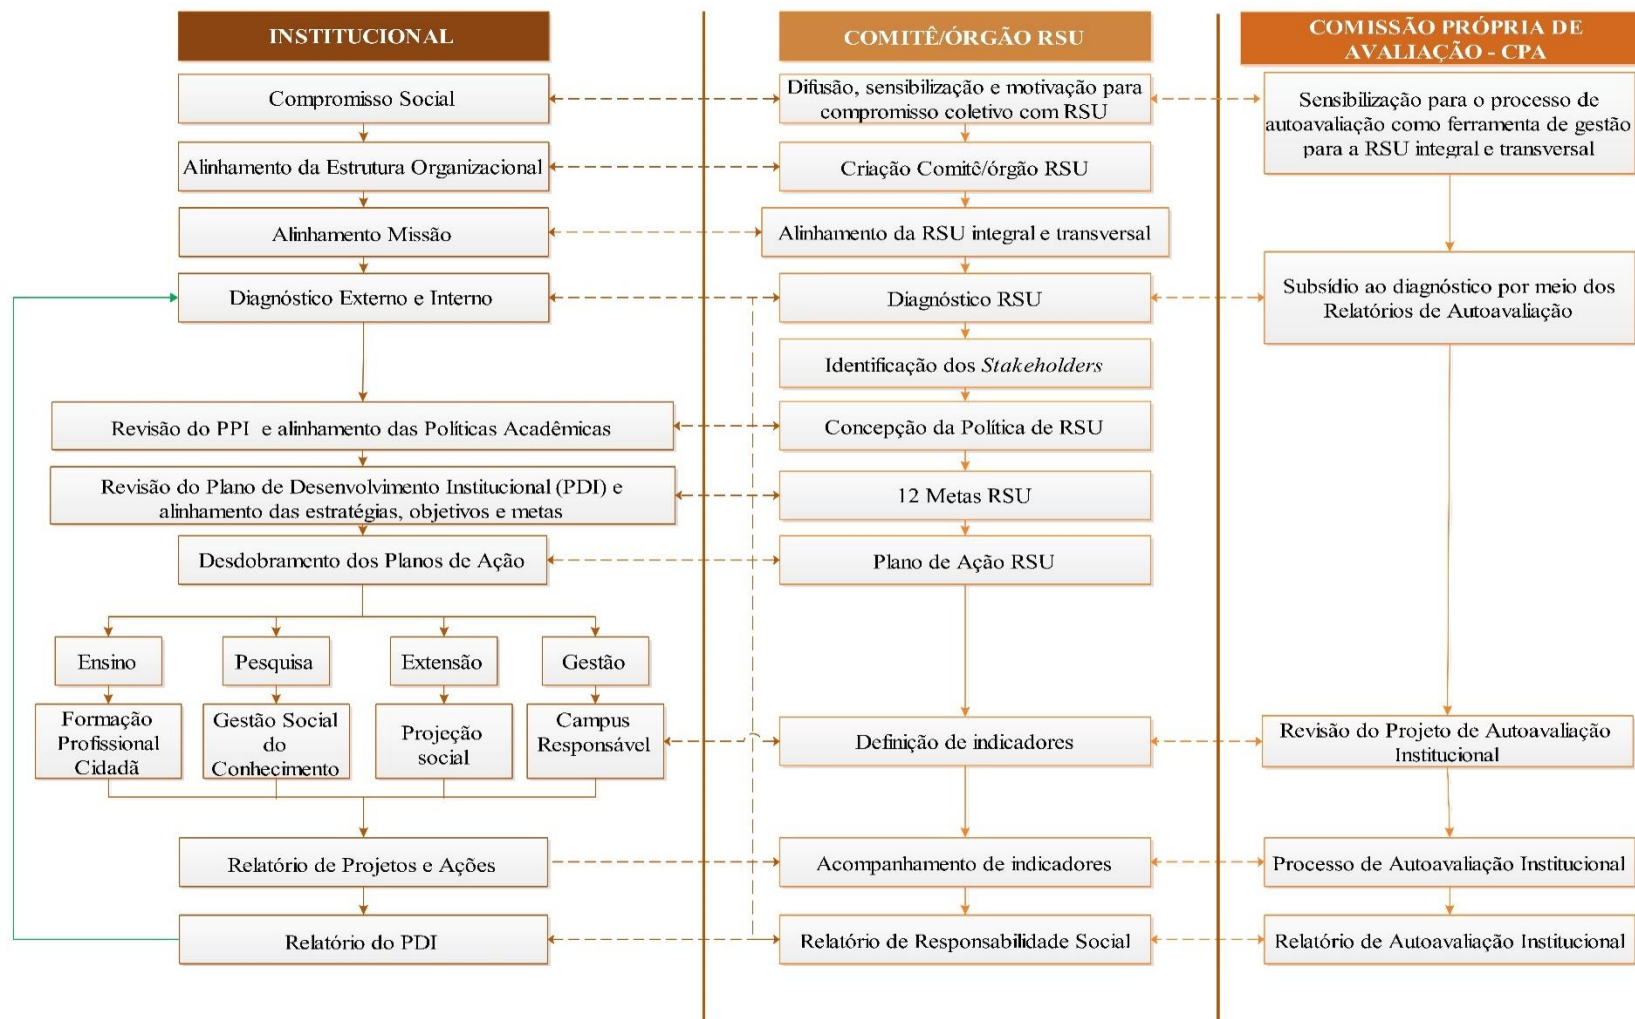 INSTITUCIONAL
COMITÊ/ÓRGÃO RSU
COMISSÃO PRÓPRIA DE
AVALIAÇÃO - CPA
Compromisso Social
Difusão, sensibilização e motivação para
compromisso coletivo com RSU
Sensibilização para o processo de
autoavaliação como ferramenta de gestão
para a RSU integral e transversal
Alinhamento da Estrutura Organizacional
Criação Comitê/órgão RSU
Alinhamento Missão
Alinhamento da RSU integral e transversal
Diagnóstico Externo e Interno
Diagnóstico RSU
Subsídio ao diagnóstico por meio dos
Relatórios de Autoavaliação
Identificação dos Stakeholders
Revisão do PPI e alinhamento das Políticas Acadêmicas
Concepção da Política de RSU
Revisão do Plano de Desenvolvimento Institucional (PDI) e
alinhamento das estratégias, objetivos e metas
12 Metas RSU
Desdobramento dos Planos de Ação
Plano de Ação RSU
Ensino
Pesquisa
Extensão
Gestão
Formação
Profissional
Cidadã
Gestão Social
do
Conhecimento
Projeção
social
Campus
Responsável
Definição de indicadores
Revisão do Projeto de Autoavaliação
Institucional
Relatório de Projetos e Ações
Acompanhamento de indicadores
Processo de Autoavaliação Institucional
Relatório do PDI
Relatório de Responsabilidade Social
Relatório de Autoavaliação Institucional